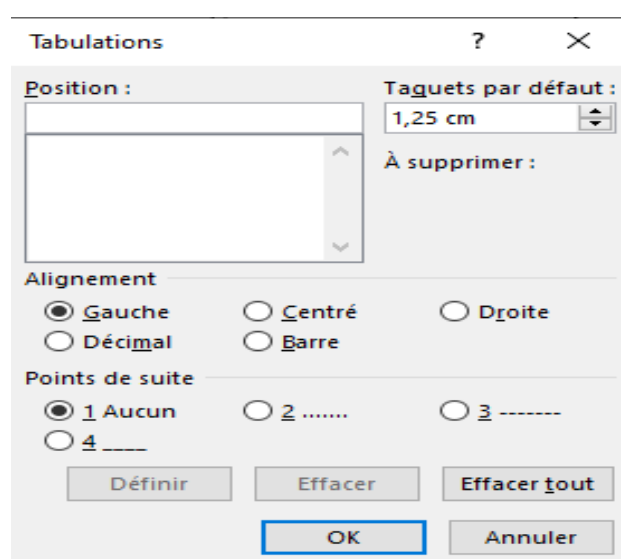 Tabulations ?
Position : Taquets par défaut :
1,25 cm
À supprimer :
Alignement
Gauche Centré Droite
Décimal Barre
Points de suite
1 Aucun 2 ....... 3 -------
4 ____
Définir Effacer Effacer tout
OK Annuler